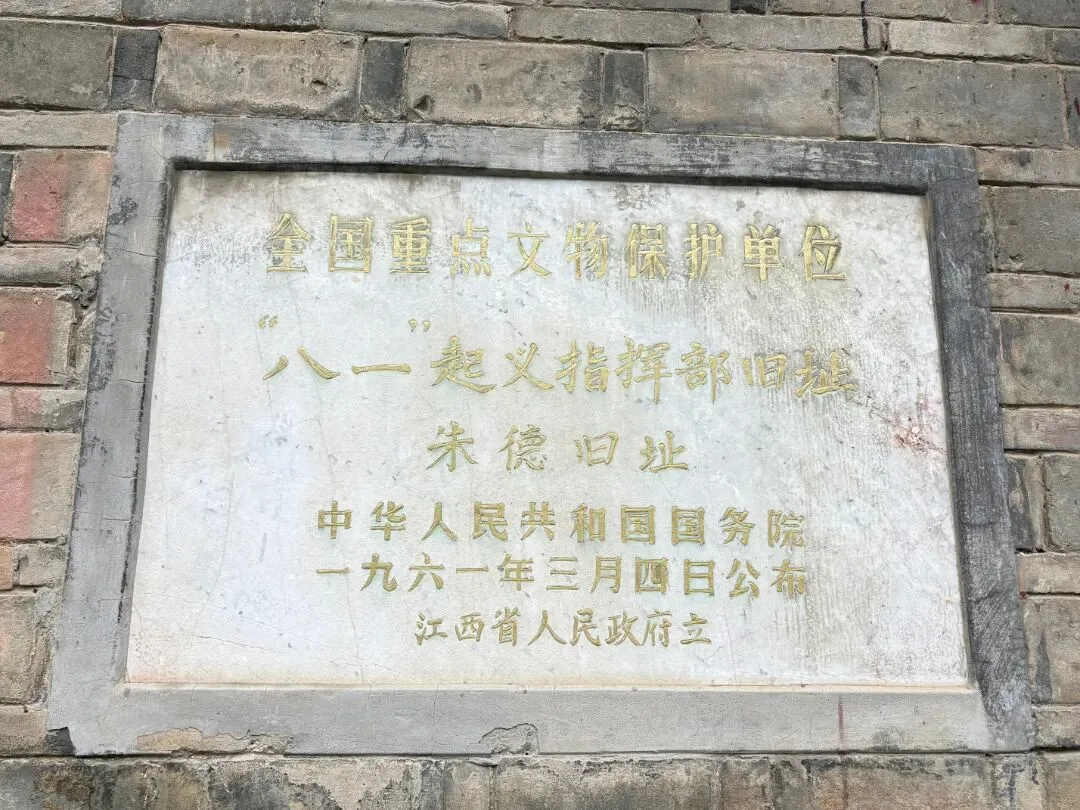 全国重点文物保护单位
“八一”起义指挥部旧址
朱德旧址
中华人民共和国国务院
一九六一年三月四日公布
江西省人民政府立